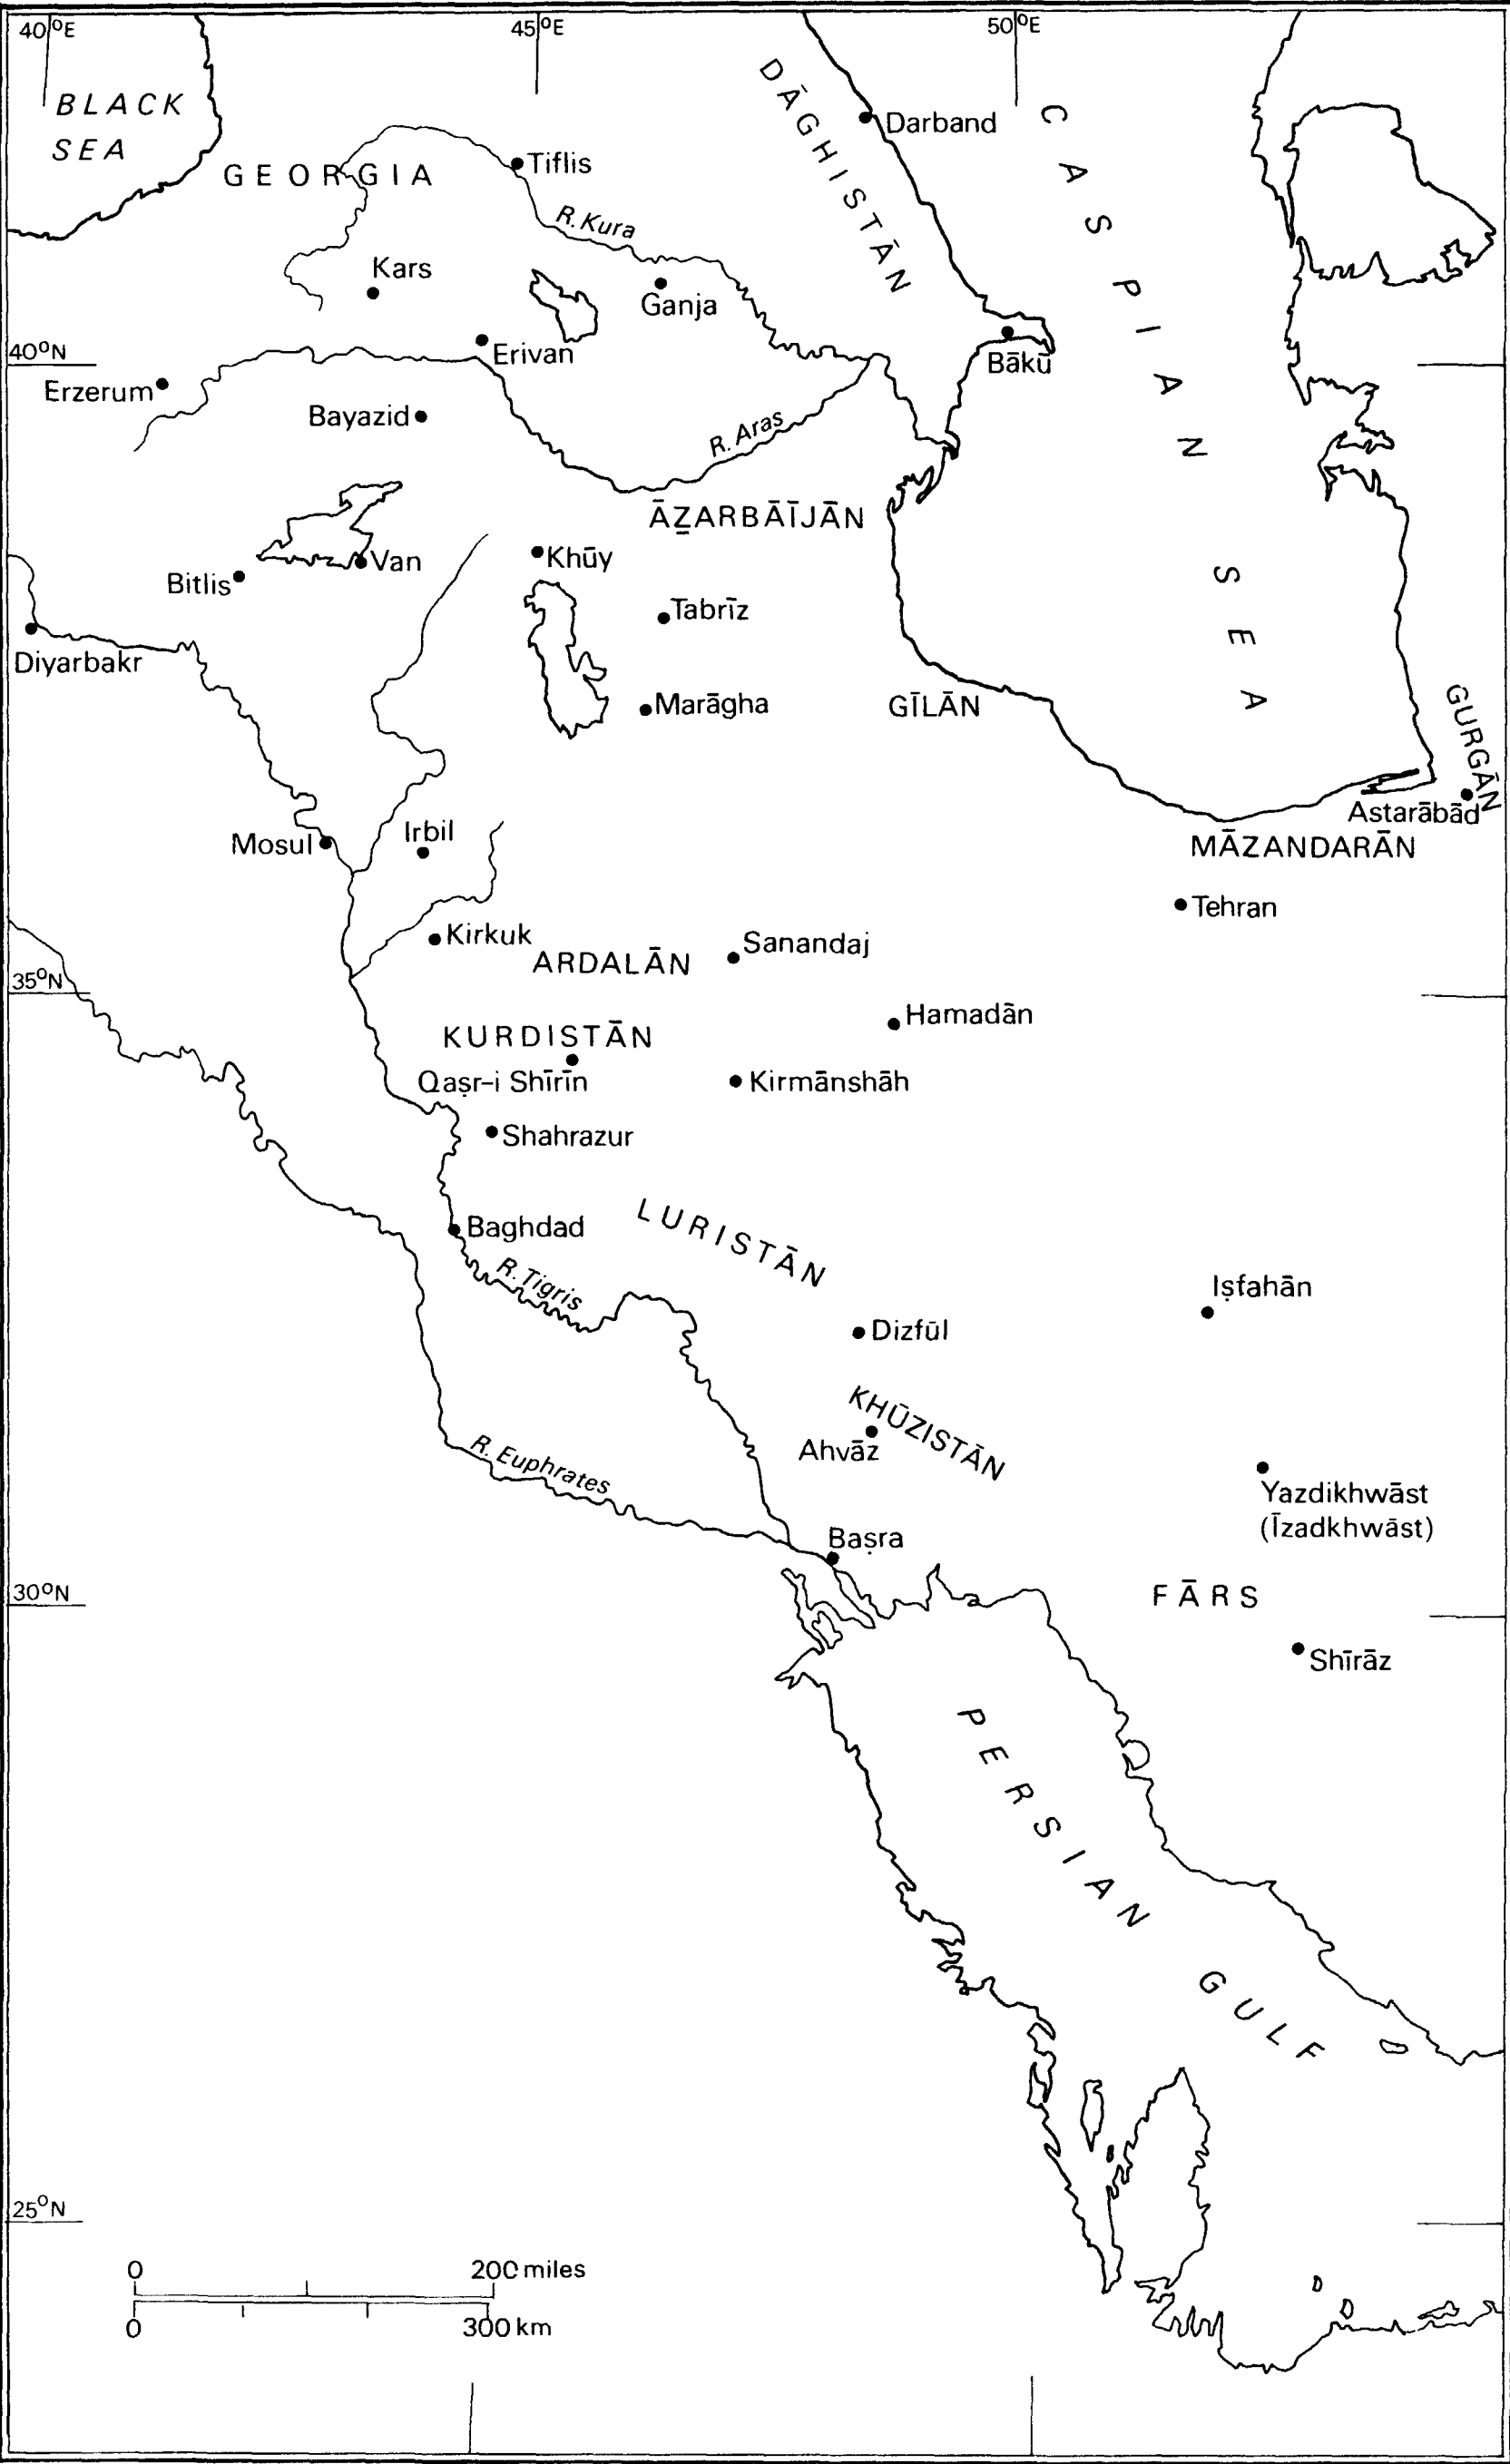 40°E
45°E
50°E
BLACK
SEA
GEORGIA
Tiflis
DĀGHISTĀN
Darband
CASPIAN SEA
R. Kura
Kars
Ganja
Erivan
Bākū
40°N
Erzerum
Bayazid
R. Aras
ĀẔARBĀĪJĀN
Van
Khūy
Bitlis
Tabrīz
Diyarbakr
Marāgha
GĪLĀN
GURGĀN
Astarābād
MĀZANDARĀN
Mosul
Irbil
Tehran
Kirkuk
ARDALĀN
Sanandaj
35°N
Hamadān
KURDISTĀN
Qaṣr-i Shīrīn
Kirmānshāh
Shahrazur
Baghdad
LURISTĀN
R. Tigris
Iṣfahān
Dizfūl
KHŪZISTĀN
Ahvāz
R. Euphrates
Yazdikhwāst
(Īzadkhwāst)
Baṣra
30°N
FĀRS
Shīrāz
PERSIAN GULF
25°N
0 200 miles
0 300 km